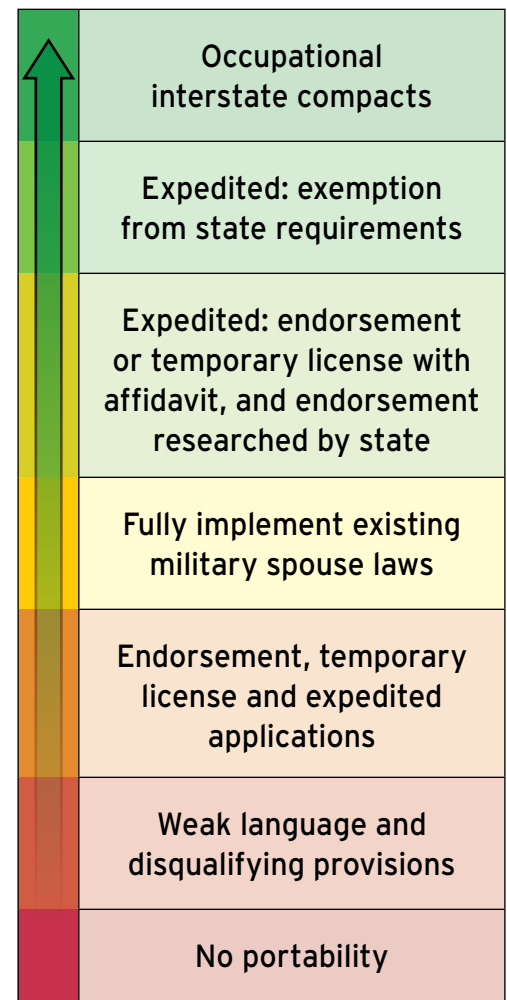 Occupational
interstate compacts
Expedited: exemption
from state requirements
Expedited: endorsement
or temporary license with
affidavit, and endorsement
researched by state
Fully implement existing
military spouse laws
Endorsement, temporary
license and expedited
applications
Weak language and
disqualifying provisions
No portability